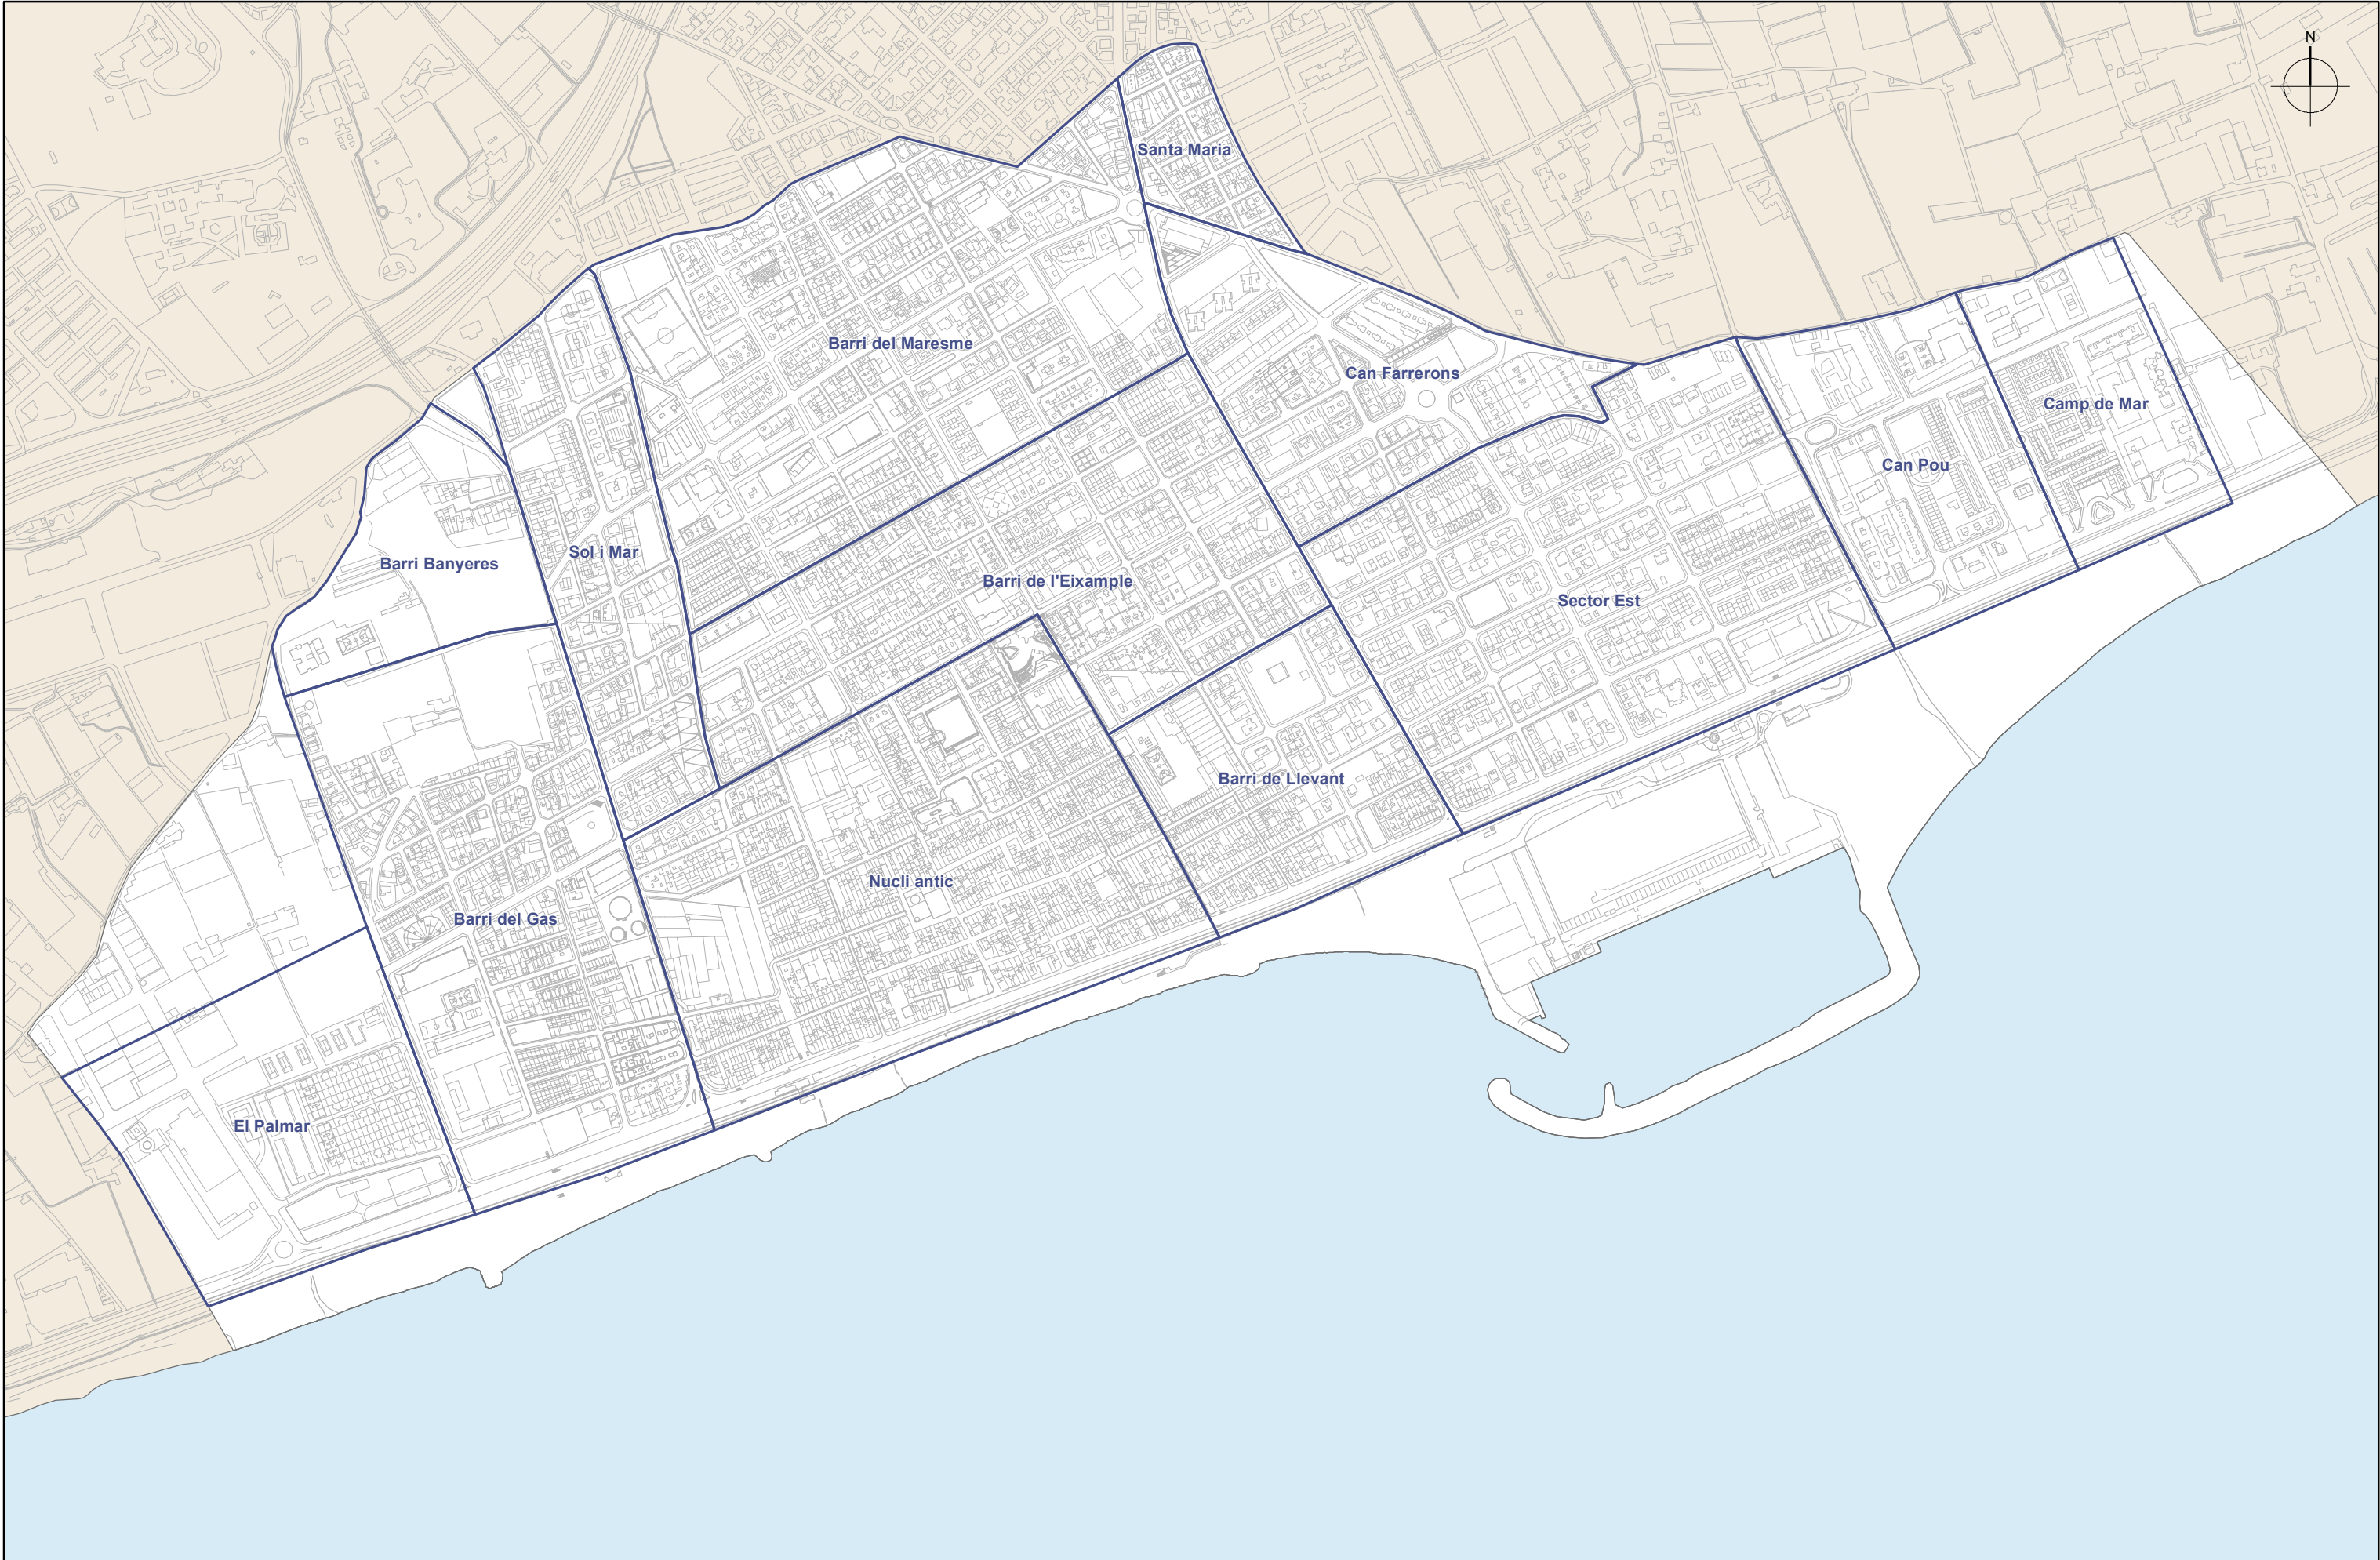 N
Santa Maria
Barri del Maresme
Can Farrerons
Camp de Mar
Can Pou
Sol i Mar
Barri Banyeres
Barri de l'Eixample
Sector Est
Barri de Llevant
Nucli antic
Barri del Gas
El Palmar